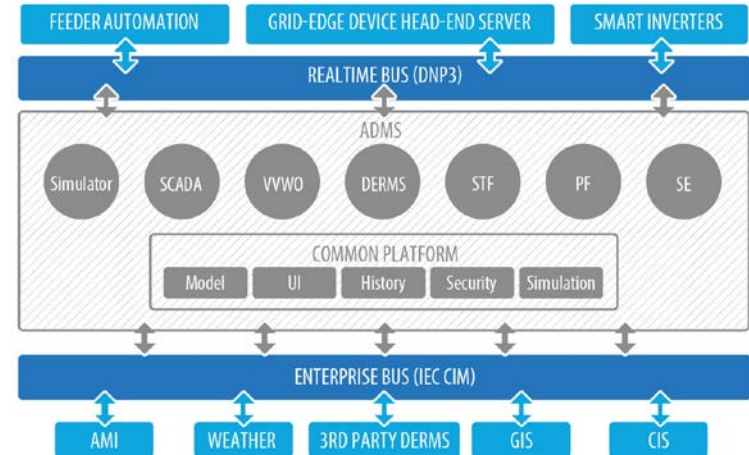 FEEDER AUTOMATION
GRID-EDGE DEVICE HEAD-END SERVER
SMART INVERTERS
REALTIME BUS (DNP3)
ADMS
Simulator
SCADA
VVWO
DERMS
STF
PF
SE
COMMON PLATFORM
Model
UI
History
Security
Simulation
ENTERPRISE BUS (IEC CIM)
AMI
WEATHER
3RD PARTY DERMS
GIS
CIS